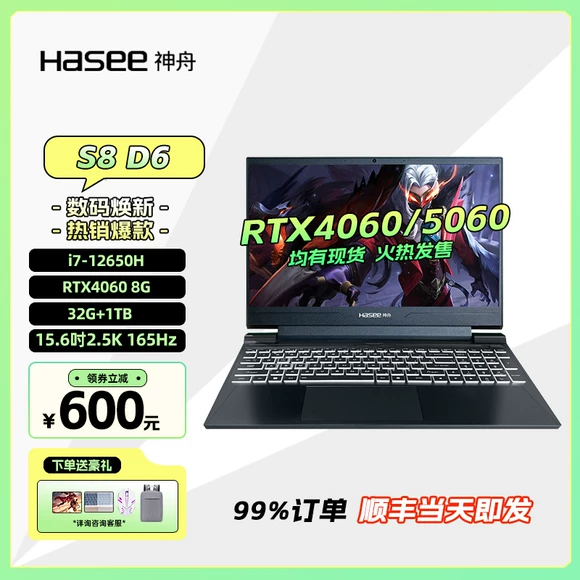 Hasee 神舟
S8 D6
- 数码焕新 -
- 热销爆款 -
i7-12650H
RTX4060 8G
32G+1TB
15.6吋2.5K 165Hz
领券立减
¥600元
下单送豪礼
*详询咨询客服*
RTX4060/5060
均有现货 火热发售
Hasee 神舟
99%订单 顺丰当天即发